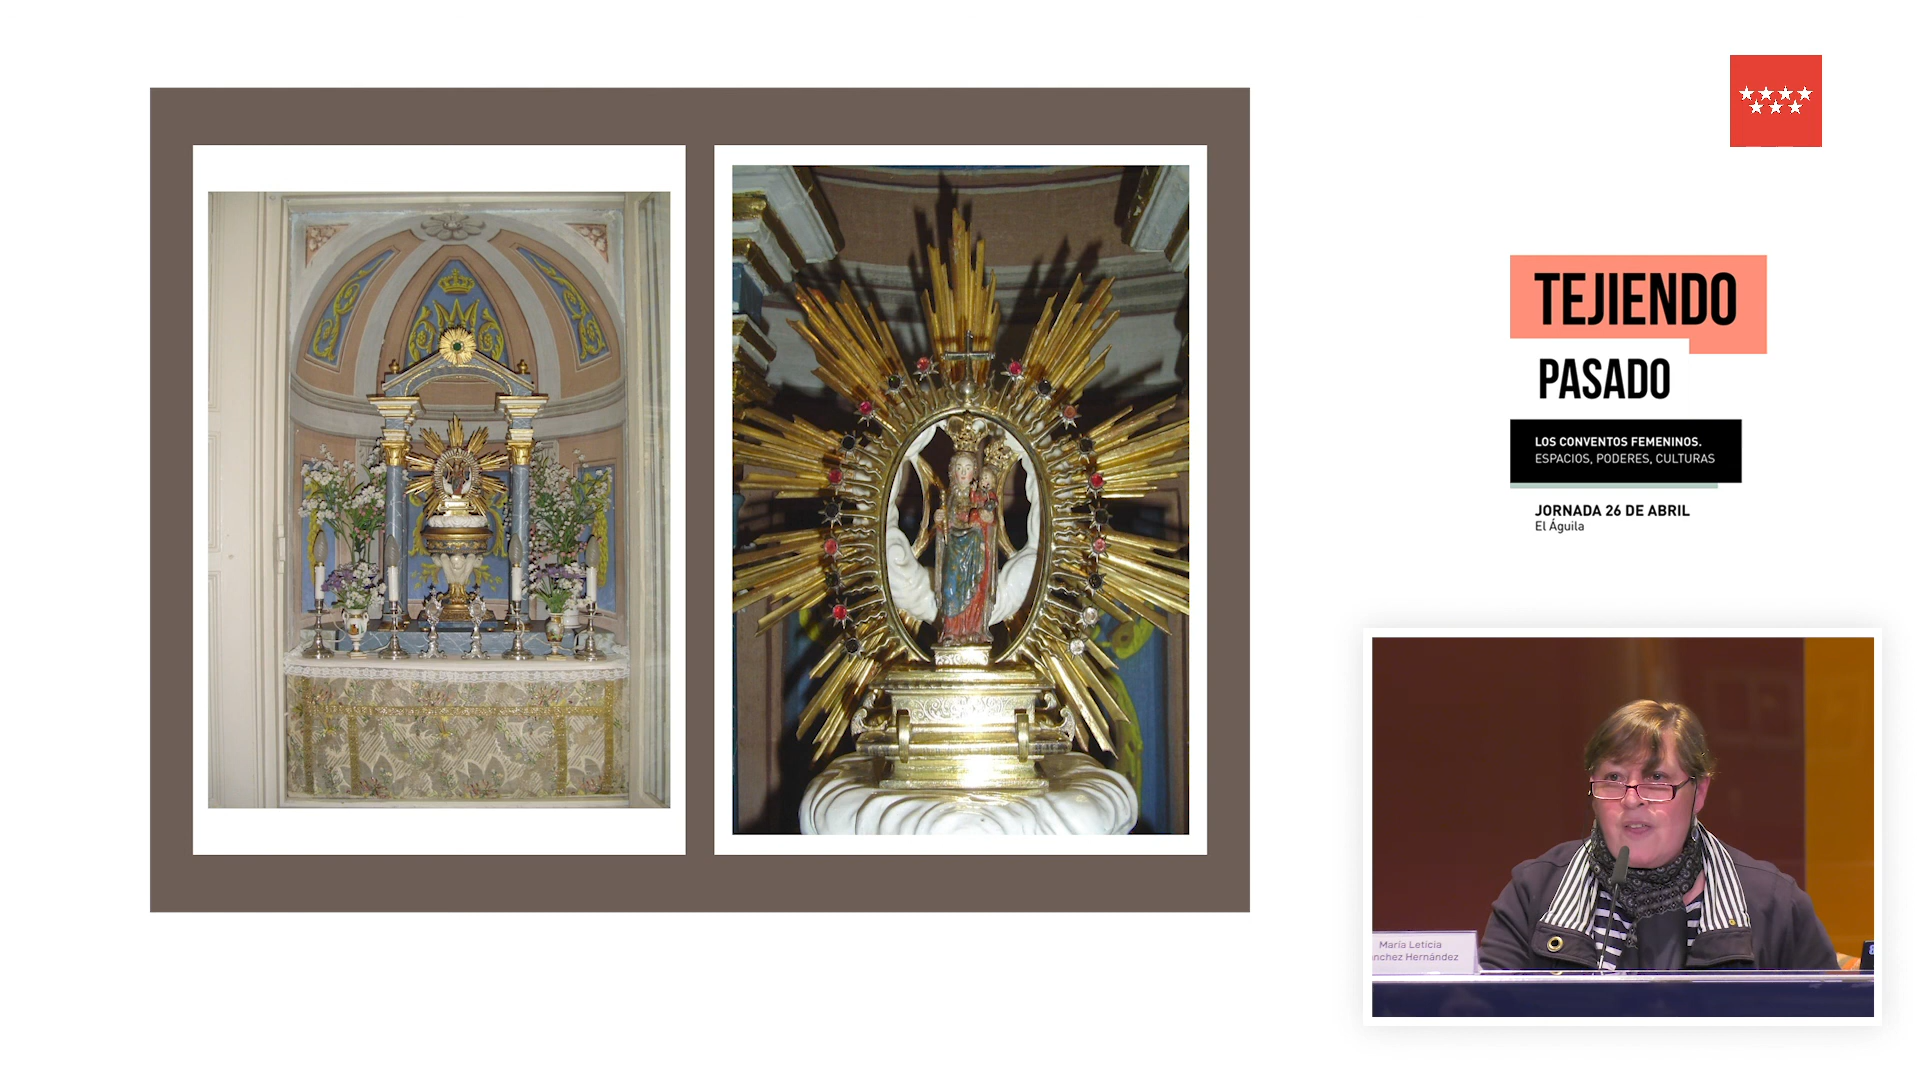 TEJIENDO
PASADO
LOS CONVENTOS FEMENINOS.
ESPACIOS, PODERES, CULTURAS
JORNADA 26 DE ABRIL
El Águila
María Leticia
nchez Hernández